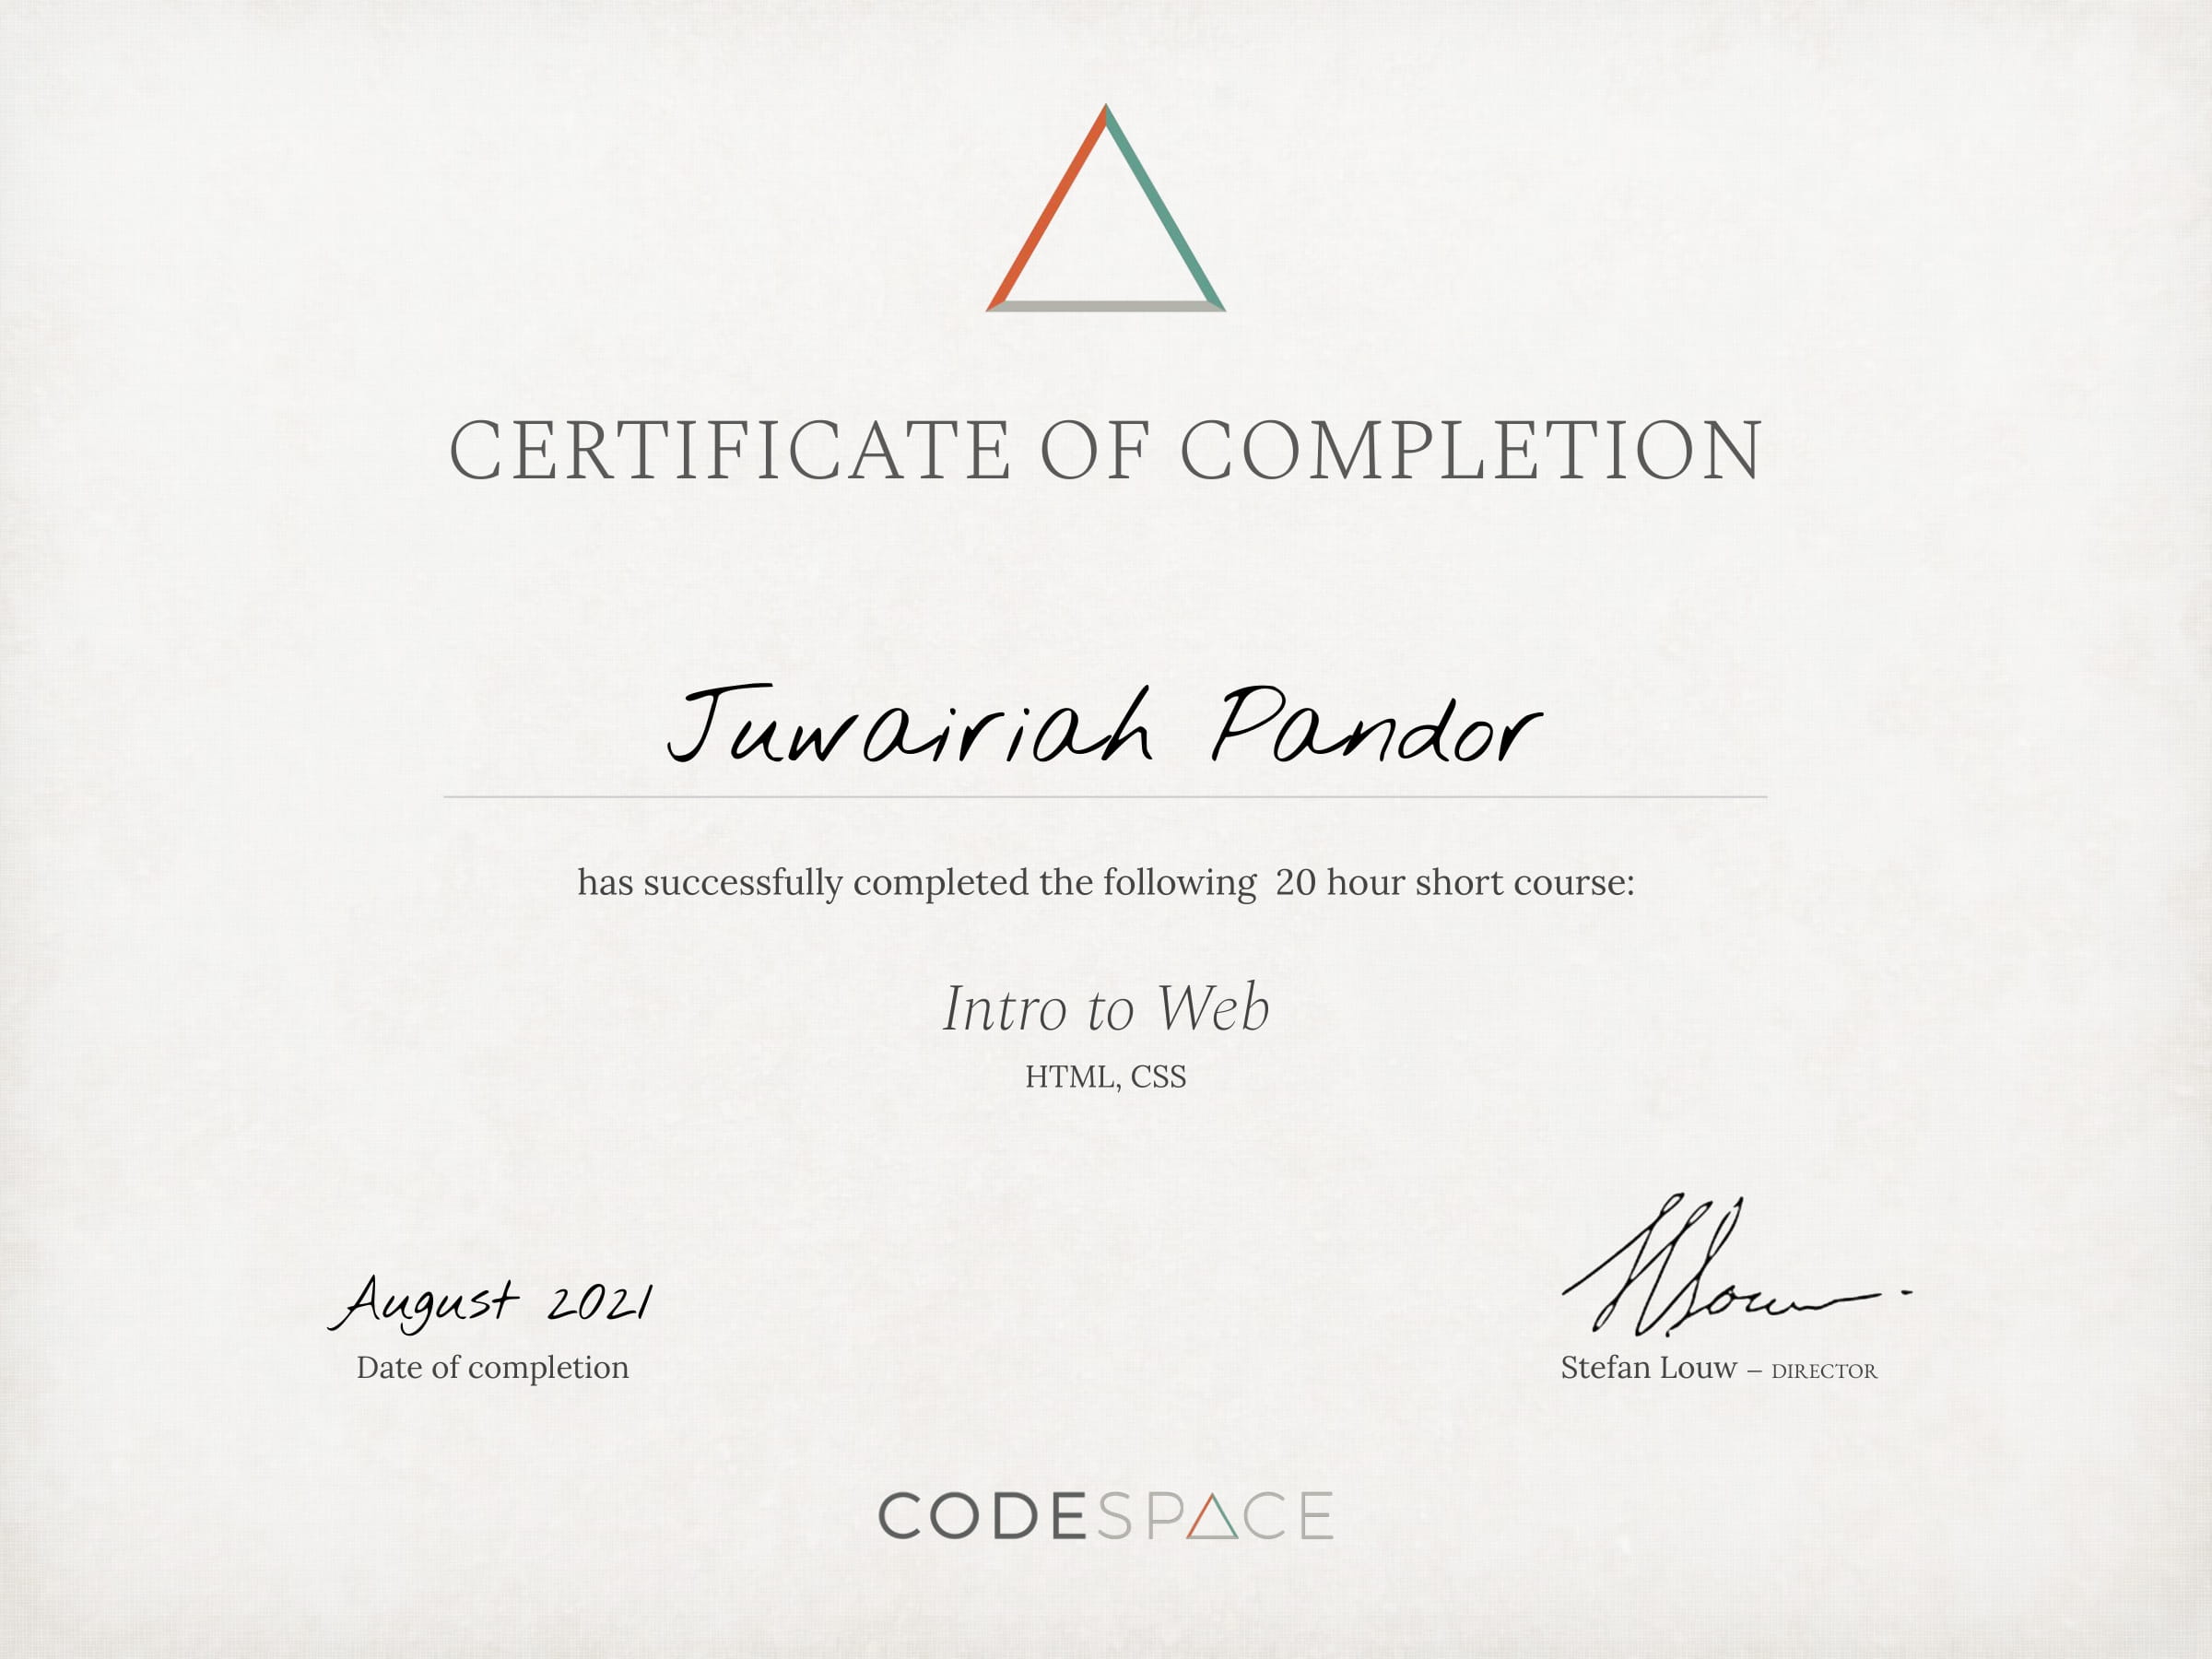 CERTIFICATE OF COMPLETION
Juwairiah Pandor
has successfully completed the following 20 hour short course:
Intro to Web
HTML, CSS
August 2021
Date of completion
Stefan Louw – DIRECTOR
CODESPACE